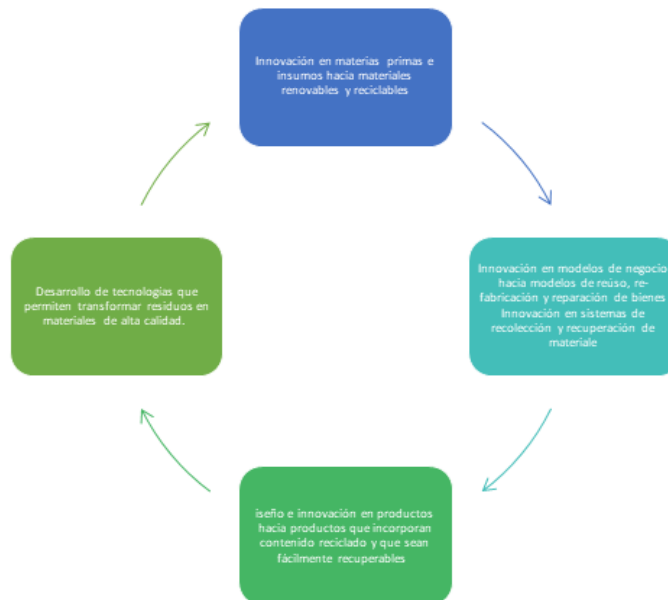 Innovación en materias primas e
insumos hacia materiales
renovables y reciclables
Innovación en modelos de negocio
hacia modelos de reúso, re-
fabricación y reparación de bienes
Innovación en sistemas de
recolección y recuperación de
materiale
iseño e innovación en productos
hacia productos que incorporan
contenido reciclado y que sean
fácilmente recuperables
Desarrollo de tecnologías que
permiten transformar residuos en
materiales de alta calidad.